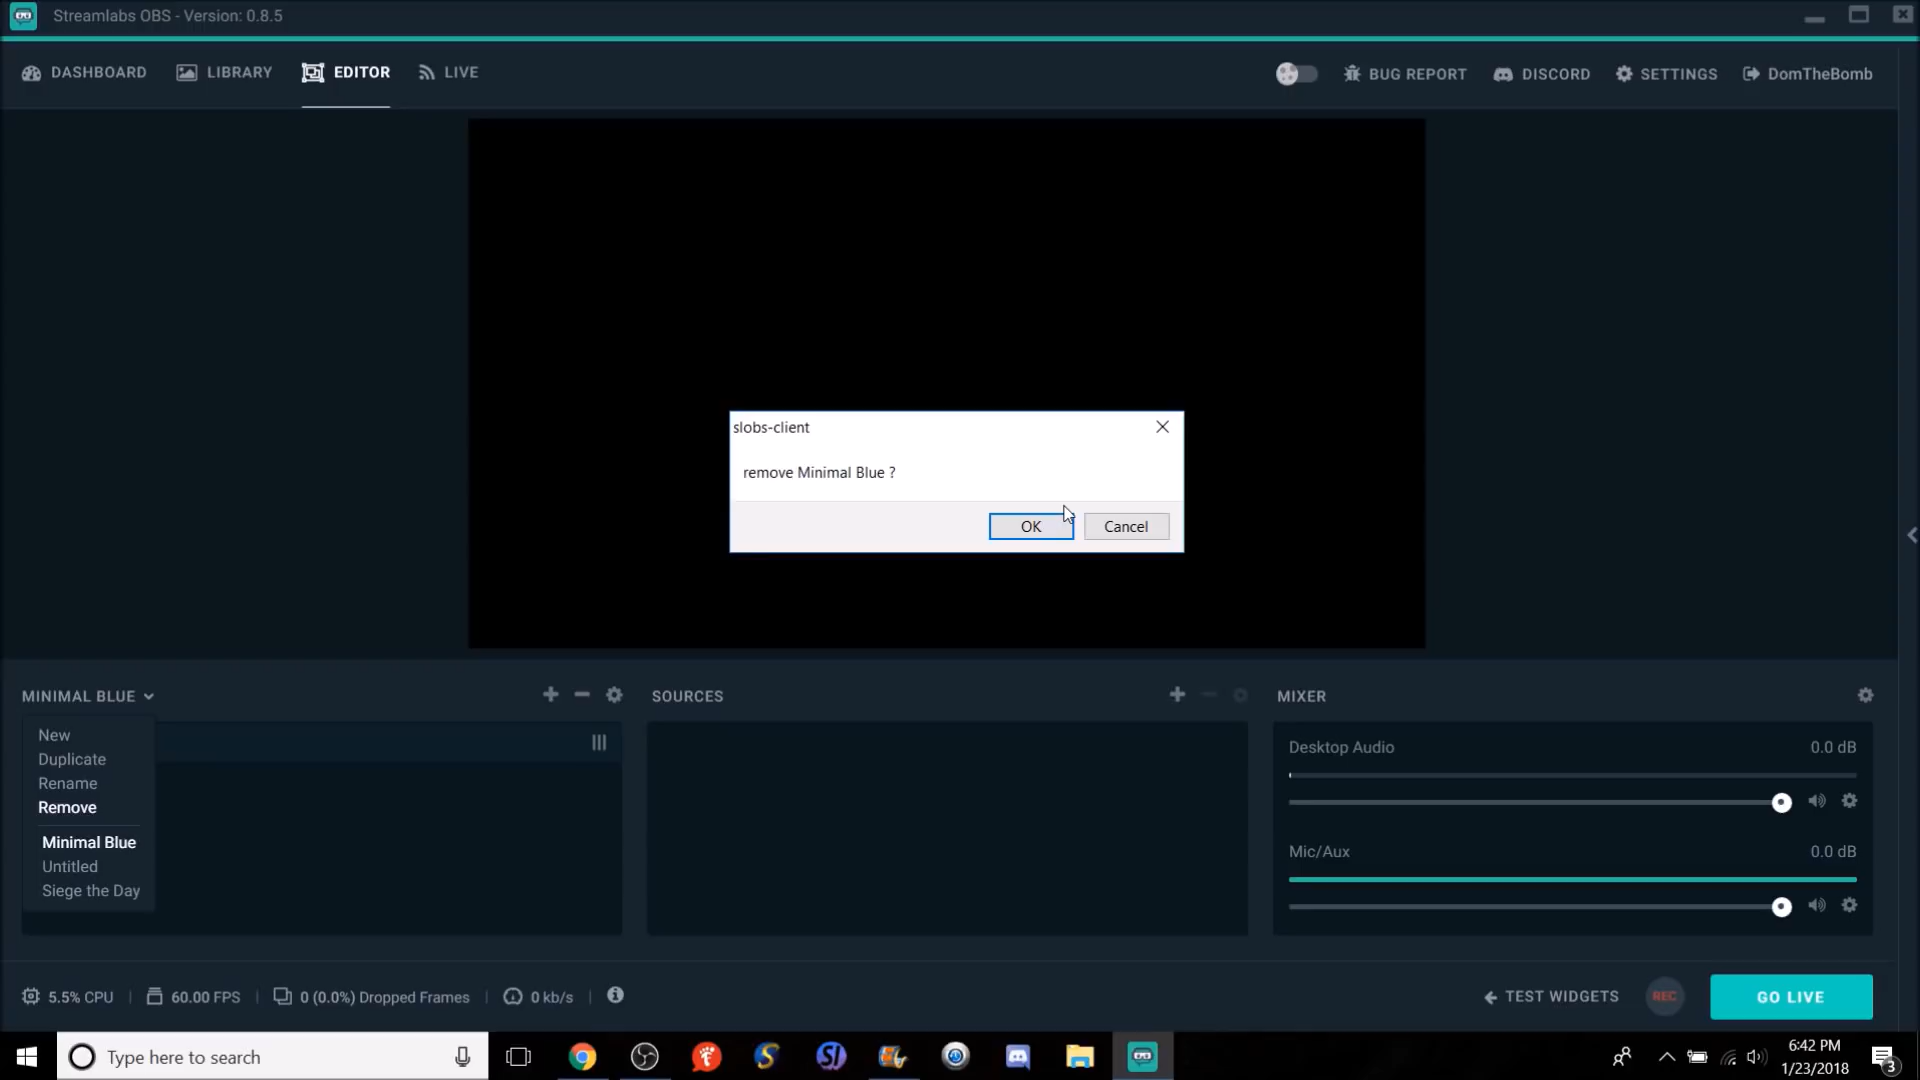 Streamlabs OBS - Version: 0.8.5
DASHBOARD
LIBRARY
EDITOR
LIVE
BUG REPORT
DISCORD
SETTINGS
DomTheBomb
slobs-client
remove Minimal Blue ?
OK
Cancel
MINIMAL BLUE
New
Duplicate
Rename
Remove
Minimal Blue
Untitled
Siege the Day
SOURCES
MIXER
Desktop Audio
0.0 dB
Mic/Aux
0.0 dB
5.5% CPU
60.00 FPS
0 (0.0%) Dropped Frames
0 kb/s
TEST WIDGETS
REC
GO LIVE
Type here to search
6:42 PM
1/23/2018
3